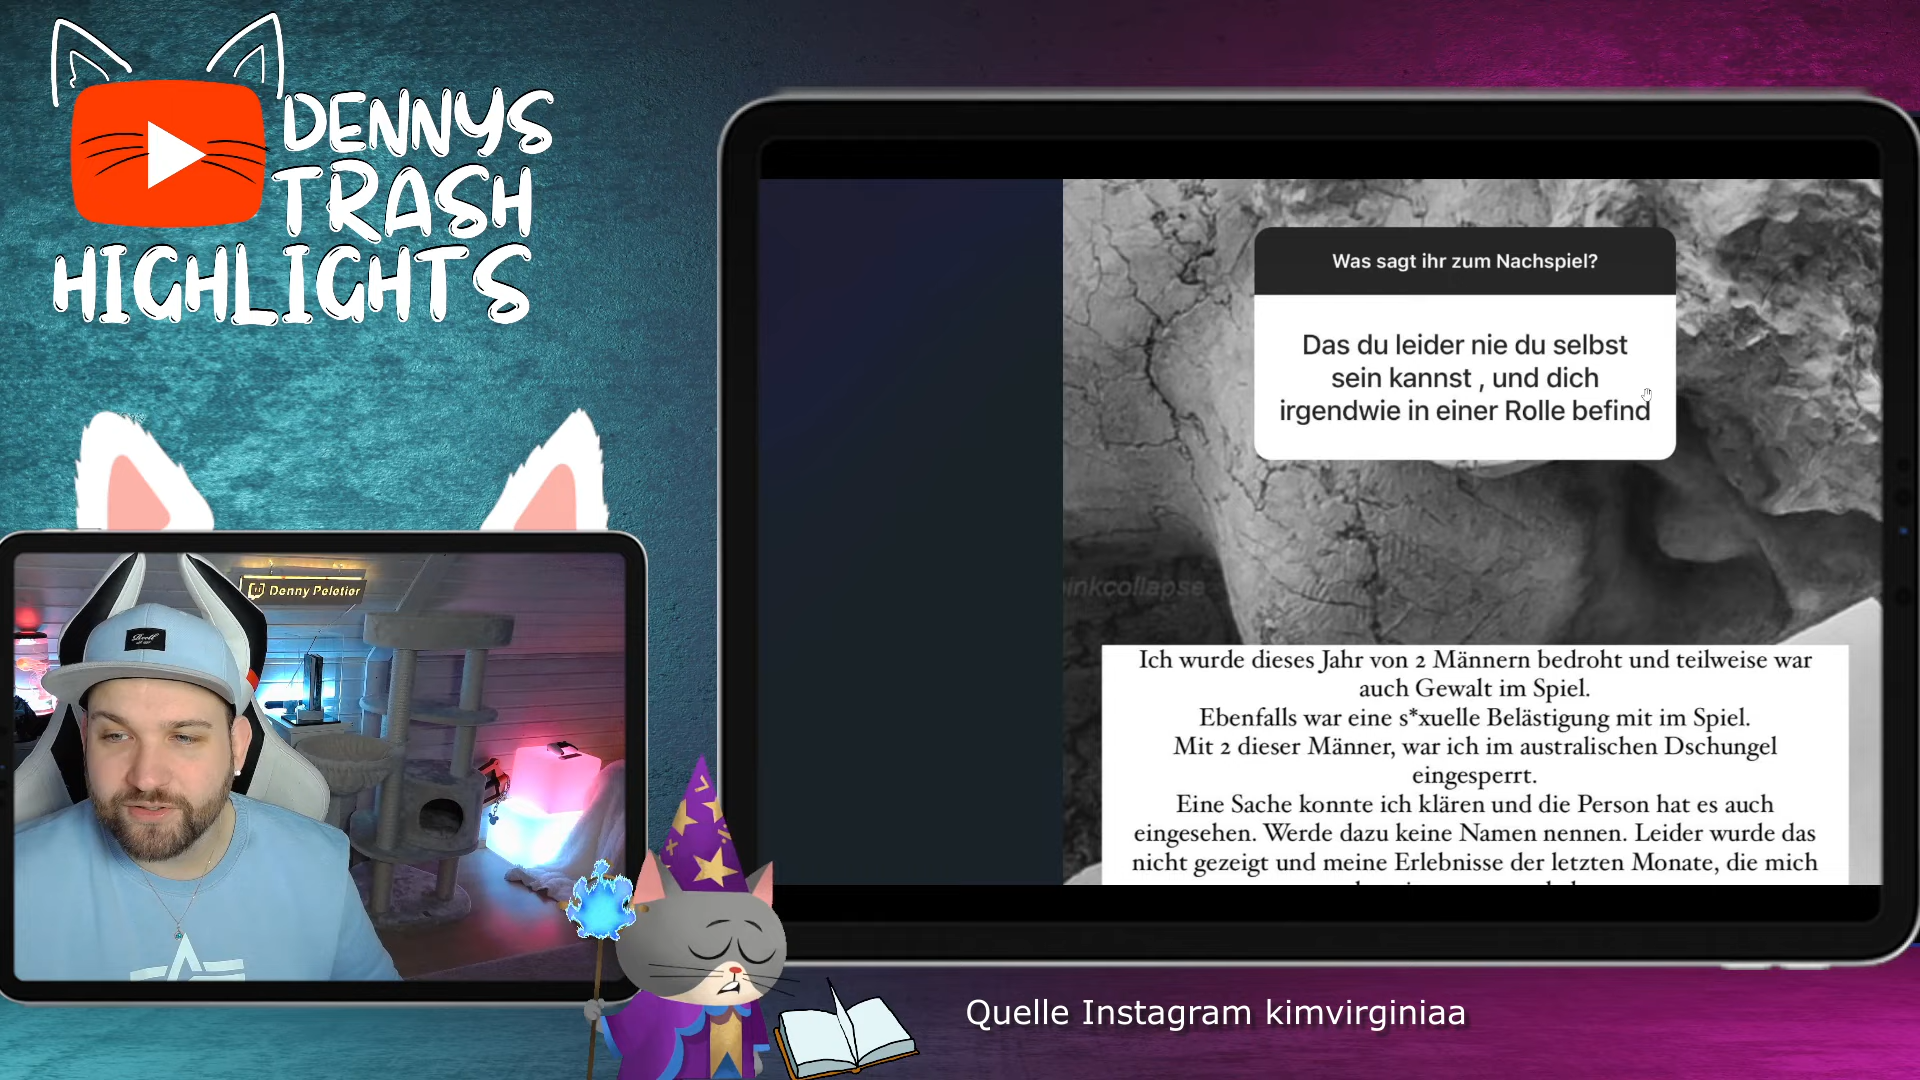 DENNYS
TRASH
HIGHLIGHTS
Was sagt ihr zum Nachspiel?
Das du leider nie du selbst
sein kannst , und dich
irgendwie in einer Rolle befind
inkcollapse
Ich wurde dieses Jahr von 2 Männern bedroht und teilweise war
auch Gewalt im Spiel.
Ebenfalls war eine s*xuelle Belästigung mit im Spiel.
Mit 2 dieser Männer, war ich im australischen Dschungel
eingesperrt.
Eine Sache konnte ich klären und die Person hat es auch
eingesehen. Werde dazu keine Namen nennen. Leider wurde das
nicht gezeigt und meine Erlebnisse der letzten Monate, die mich
Denny Peletier
Quelle Instagram kimvirginiaa